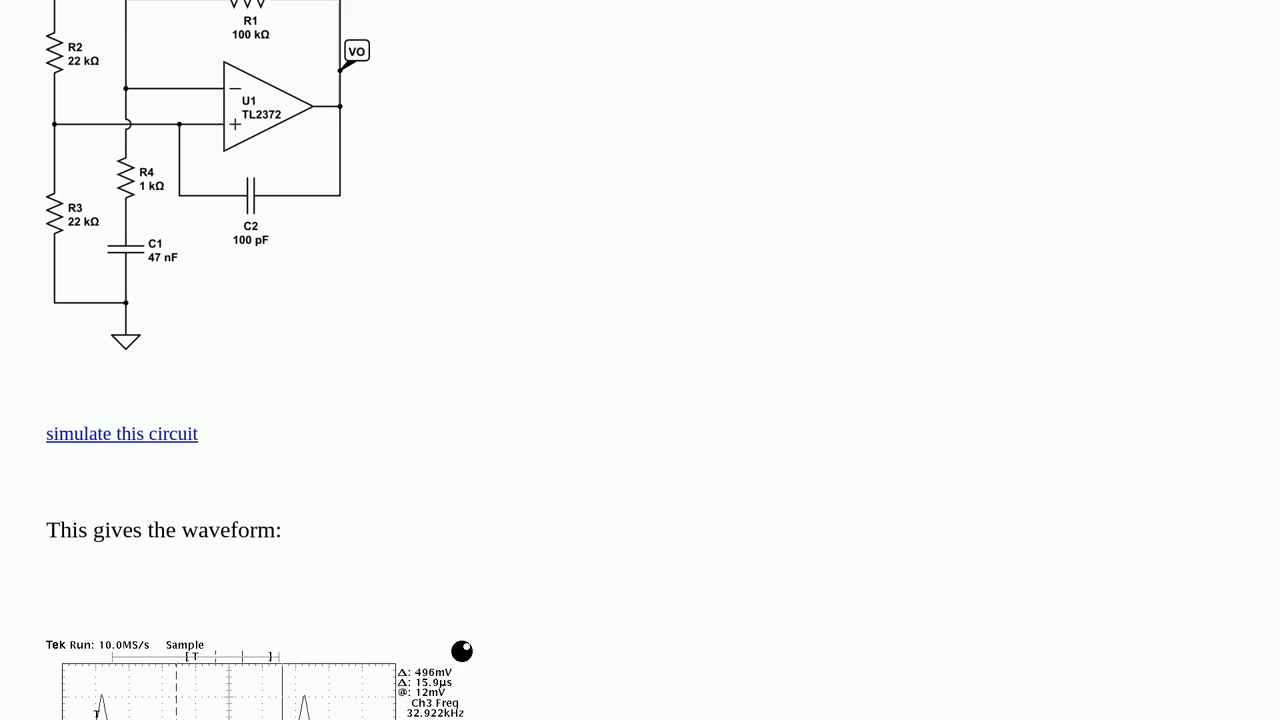 R1
100 kΩ
R2
22 kΩ
VO
U1
TL2372
R4
1 kΩ
R3
22 kΩ
C2
100 pF
C1
47 nF
simulate this circuit
This gives the waveform:
Tek Run: 10.0MS/s Sample
[ T ]
Δ: 496mV
Δ: 15.9µs
@: 12mV
Ch3 Freq
32.922kHz